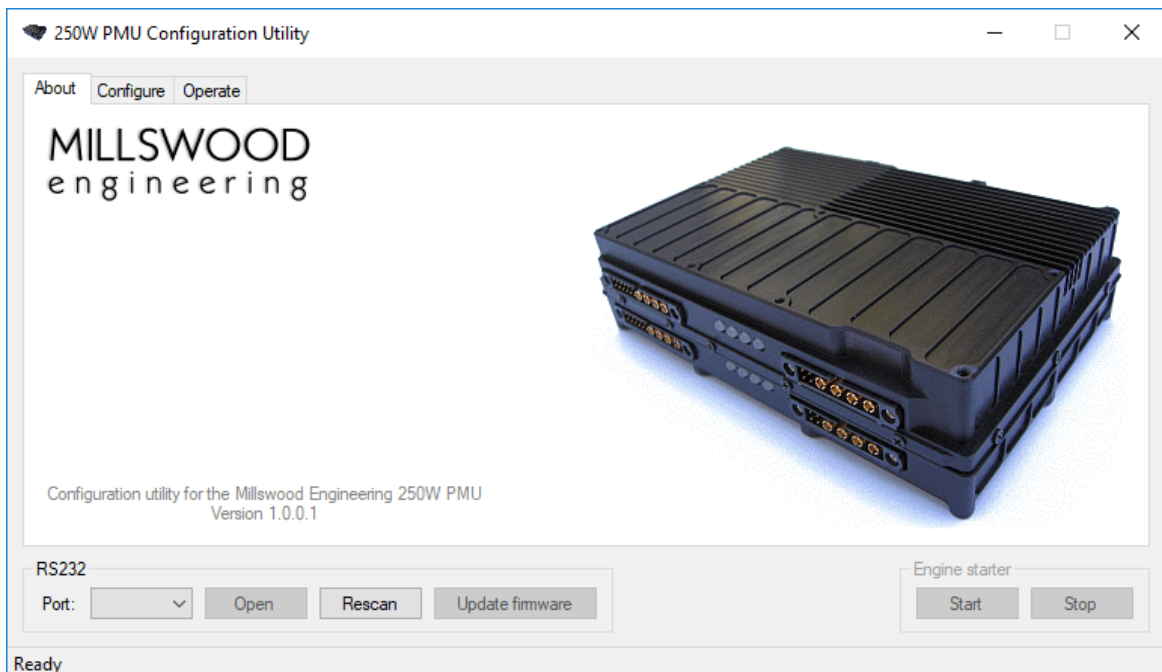 250W PMU Configuration Utility
About Configure Operate
MILLSWOOD
engineering
Configuration utility for the Millswood Engineering 250W PMU
Version 1.0.0.1
RS232
Port: Open Rescan Update firmware
Engine starter
Start Stop
Ready